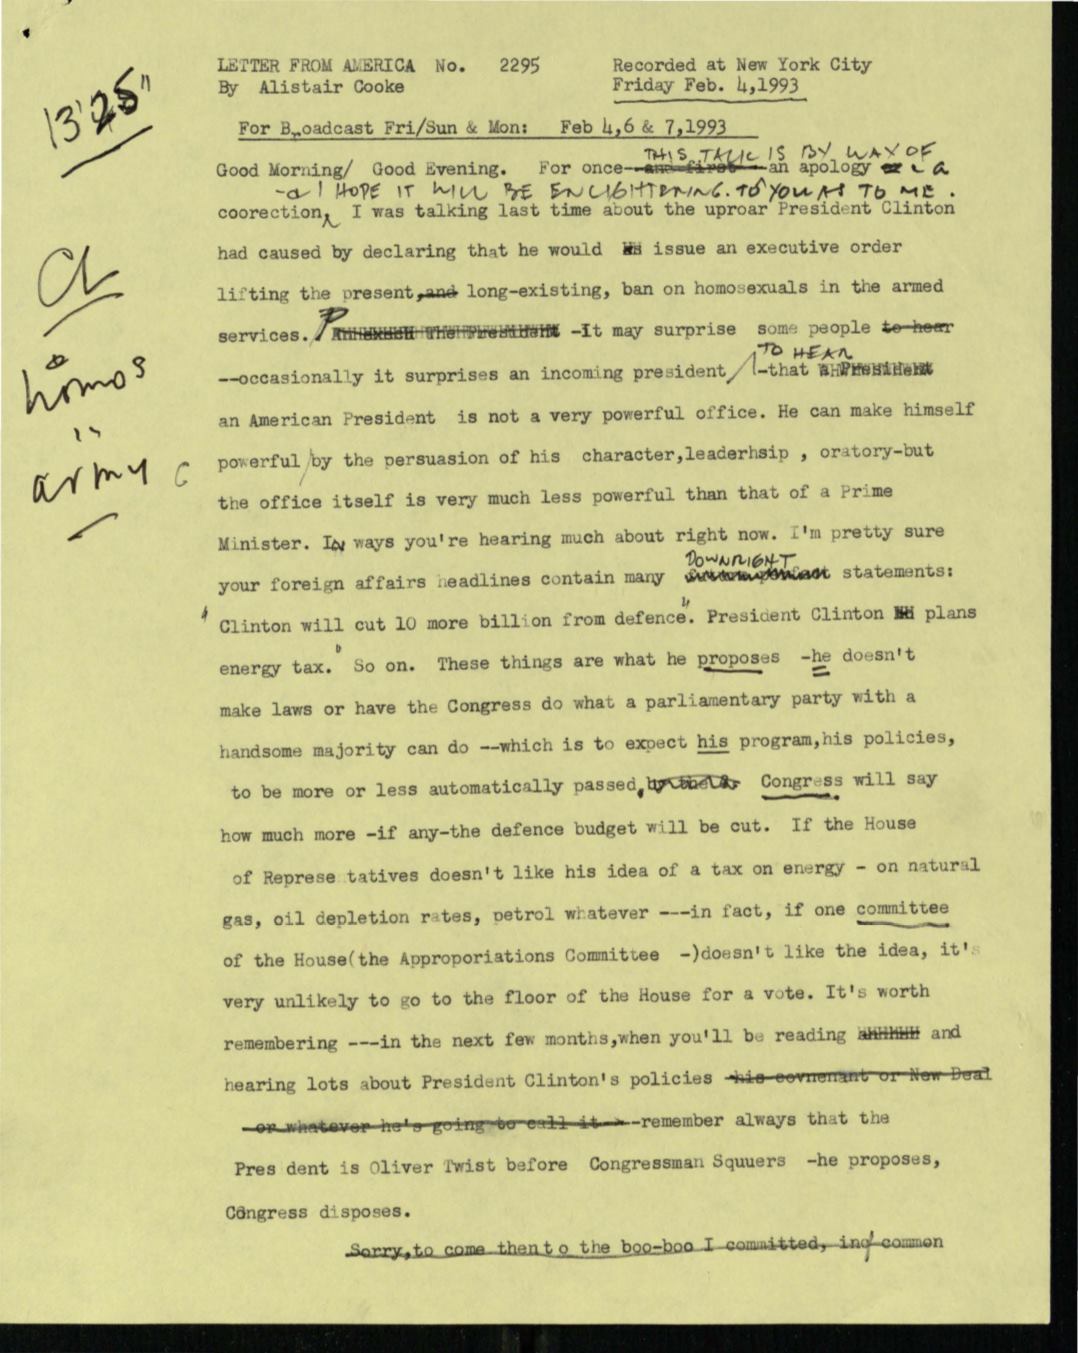 LETTER FROM AMERICA No. 2295 Recorded at New York City
By Alistair Cooke Friday Feb. 4,1993
13'25"
For Broadcast Fri/Sun & Mon: Feb 4,6 & 7,1993
THIS TALK IS BY WAY OF
Good Morning/ Good Evening. For once--and first- -an apology a
-a I HOPE IT WILL BE ENLIGHTENING. TO YOU AS TO ME.
coorection, I was talking last time about the uproar President Clinton
had caused by declaring that he would issue an executive order
Cl
lifting the present,and long-existing, ban on homosexuals in the armed
services. P The President -It may surprise some people to hear
TO HEAR
homos
--occasionally it surprises an incoming president -that a President
an American President is not a very powerful office. He can make himself
in
powerful by the persuasion of his character,leaderhsip , oratory-but
army
the office itself is very much less powerful than that of a Prime
Minister. IN ways you're hearing much about right now. I'm pretty sure
DOWNRIGHT
your foreign affairs headlines contain many statements:
"Clinton will cut 10 more billion from defence". President Clinton plans
energy tax." So on. These things are what he proposes -he doesn't
make laws or have the Congress do what a parliamentary party with a
handsome majority can do --which is to expect his program,his policies,
to be more or less automatically passed, by the Congress will say
how much more -if any-the defence budget will be cut. If the House
of Represe tatives doesn't like his idea of a tax on energy - on natural
gas, oil depletion rates, petrol whatever ---in fact, if one committee
of the House(the Approporiations Committee -)doesn't like the idea, it's
very unlikely to go to the floor of the House for a vote. It's worth
remembering ---in the next few months,when you'll be reading and
hearing lots about President Clinton's policies -his covnenant or New Deal
-or whatever he's going to call it- --remember always that the
Pres dent is Oliver Twist before Congressman Squuers -he proposes,
Congress disposes.
Sorry,to come then to the boo-boo I committed, in common